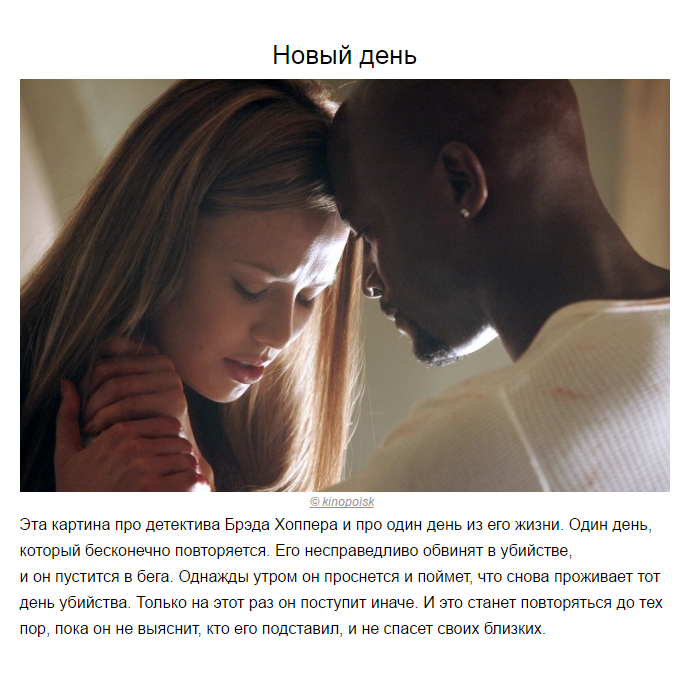 Новый день
© kinopoisk
Эта картина про детектива Брэда Хоппера и про один день из его жизни. Один день,
который бесконечно повторяется. Его несправедливо обвинят в убийстве,
и он пустится в бега. Однажды утром он проснется и поймет, что снова проживает тот
день убийства. Только на этот раз он поступит иначе. И это станет повторяться до тех
пор, пока он не выяснит, кто его подставил, и не спасет своих близких.